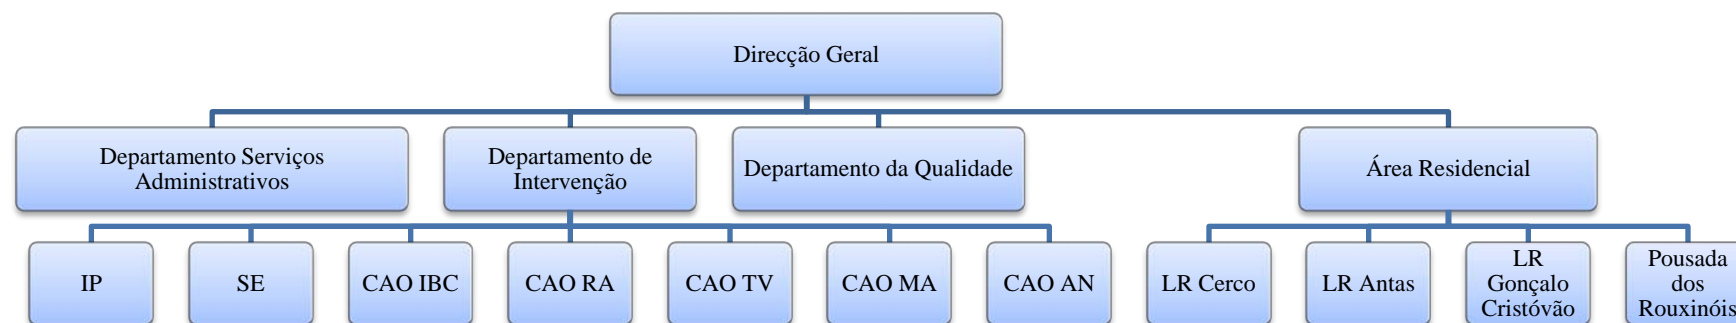 Direcção Geral
Departamento Serviços
Administrativos
Departamento de
Intervenção
Departamento da Qualidade
Área Residencial
IP
SE
CAO IBC
CAO RA
CAO TV
CAO MA
CAO AN
LR Cerco
LR Antas
LR
Gonçalo
Cristóvão
Pousada
dos
Rouxinóis